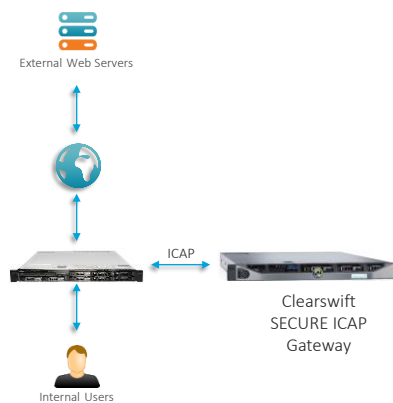 External Web Servers
ICAP
Clearswift
SECURE ICAP
Gateway
Internal Users